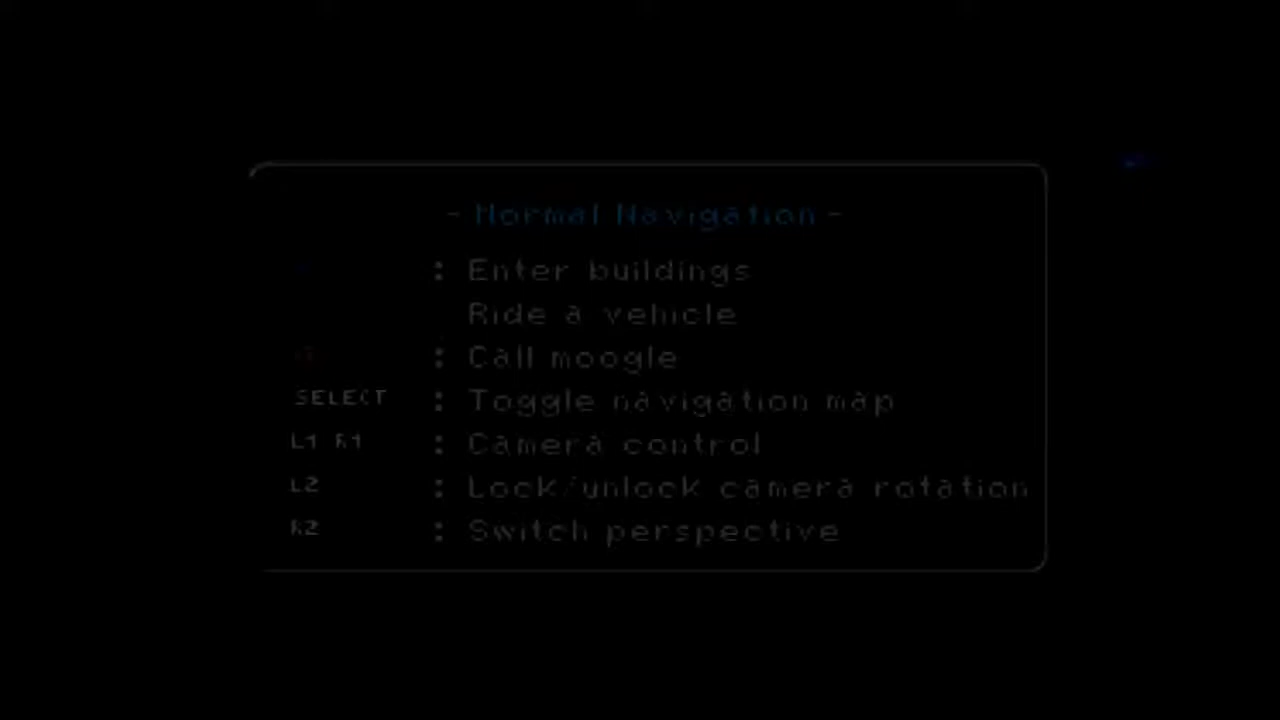 - Normal Navigation -
: Enter buildings
Ride a vehicle
: Call moogle
SELECT : Toggle navigation map
L1 R1 : Camera control
L2 : Lock/unlock camera rotation
R2 : Switch perspective